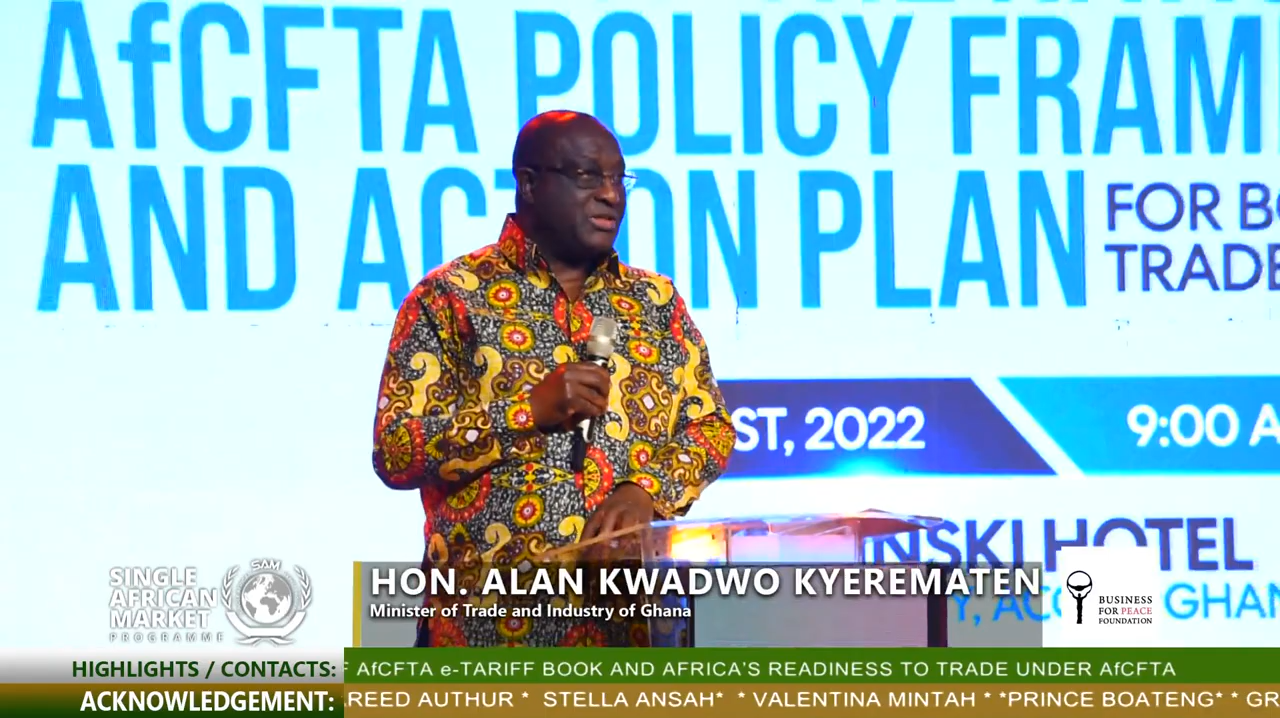 AfCFTA POLICY FRAM
AND ACTION PLAN
FOR B
TRADE
ST, 2022
9:00 A
NSKI HOTEL
Y, ACC GHAN
SINGLE
AFRICAN
MARKET
PROGRAMME
SAM
HON. ALAN KWADWO KYEREMATEN
Minister of Trade and Industry of Ghana
BUSINESS
FOR PEACE
FOUNDATION
HIGHLIGHTS / CONTACTS: F AfCFTA e-TARIFF BOOK AND AFRICA'S READINESS TO TRADE UNDER AfCFTA
ACKNOWLEDGEMENT: REED AUTHUR * STELLA ANSAH* * VALENTINA MINTAH * *PRINCE BOATENG* * GR